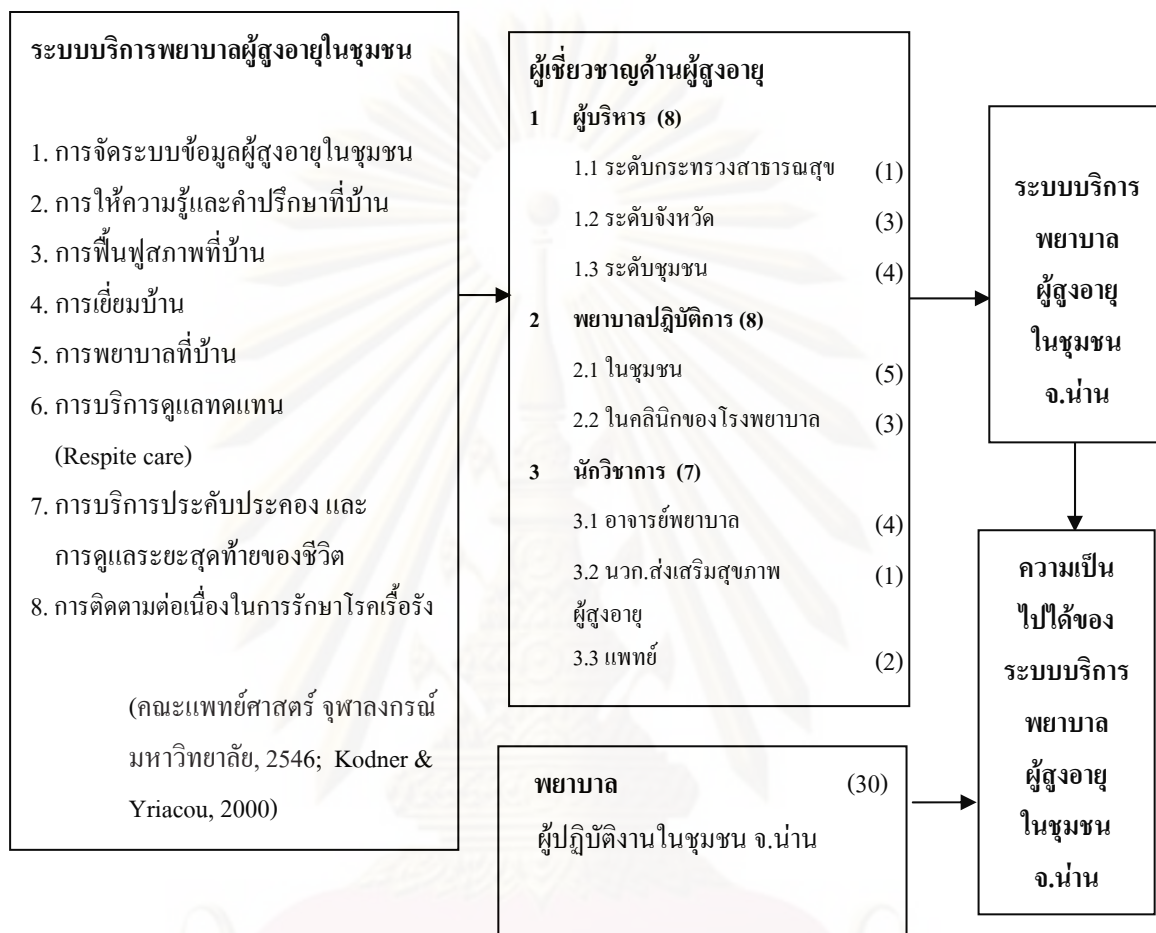 ระบบบริการพยาบาลผู้สูงอายุในชุมชน
1. การจัดระบบข้อมูลผู้สูงอายุในชุมชน
2. การให้ความรู้และคำปรึกษาที่บ้าน
3. การฟื้นฟูสภาพที่บ้าน
4. การเยี่ยมบ้าน
5. การพยาบาลที่บ้าน
6. การบริการดูแลทดแทน
(Respite care)
7. การบริการประคับประคอง และ
การดูแลระยะสุดท้ายของชีวิต
8. การติดตามต่อเนื่องในการรักษาโรคเรื้อรัง
(คณะแพทย์ศาสตร์ จุฬาลงกรณ์
มหาวิทยาลัย, 2546; Kodner &
Yriacou, 2000)
ผู้เชี่ยวชาญด้านผู้สูงอายุ
1 ผู้บริหาร (8)
1.1 ระดับกระทรวงสาธารณสุข (1)
1.2 ระดับจังหวัด (3)
1.3 ระดับชุมชน (4)
2 พยาบาลปฎิบัติการ (8)
2.1 ในชุมชน (5)
2.2 ในคลินิกของโรงพยาบาล (3)
3 นักวิชาการ (7)
3.1 อาจารย์พยาบาล (4)
3.2 นวก.ส่งเสริมสุขภาพ (1)
ผู้สูงอายุ
3.3 แพทย์ (2)
พยาบาล (30)
ผู้ปฏิบัติงานในชุมชน จ.น่าน
ระบบบริการ
พยาบาล
ผู้สูงอายุ
ในชุมชน
จ.น่าน
ความเป็น
ไปได้ของ
ระบบบริการ
พยาบาล
ผู้สูงอายุ
ในชุมชน
จ.น่าน